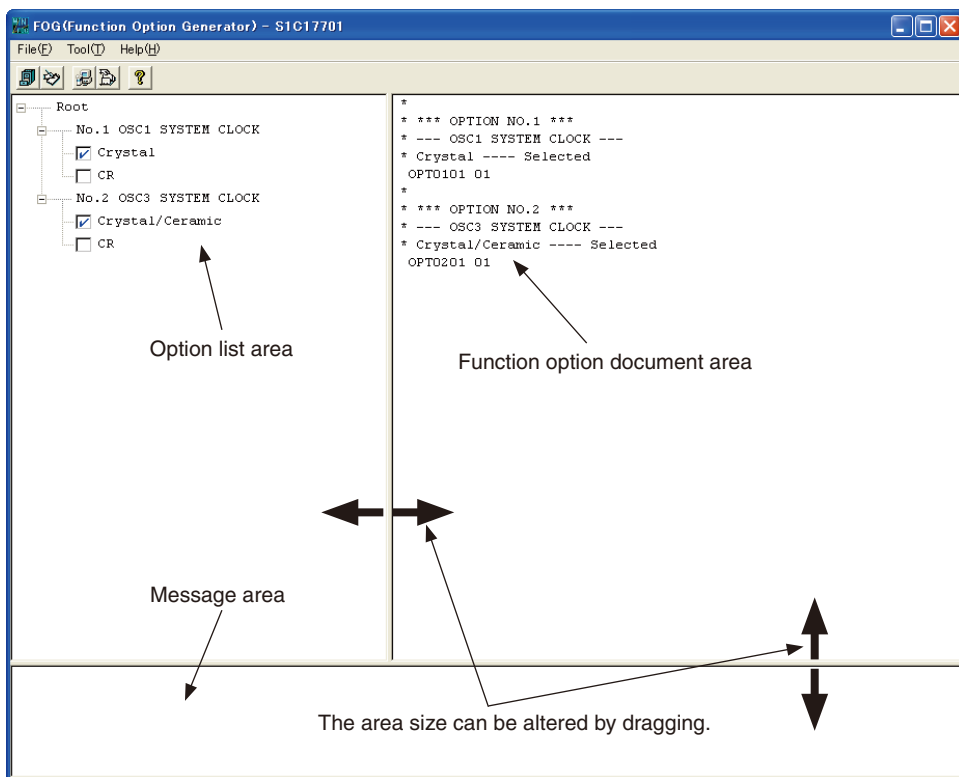 FOG(Function Option Generator) - S1C17701
File(F) Tool(T) Help(H)
Root
No.1 OSC1 SYSTEM CLOCK
Crystal
CR
No.2 OSC3 SYSTEM CLOCK
Crystal/Ceramic
CR
Option list area
*
* *** OPTION NO.1 ***
* --- OSC1 SYSTEM CLOCK ---
* Crystal ---- Selected
OPT0101 01
*
* *** OPTION NO.2 ***
* --- OSC3 SYSTEM CLOCK ---
* Crystal/Ceramic ---- Selected
OPT0201 01
Function option document area
Message area
The area size can be altered by dragging.